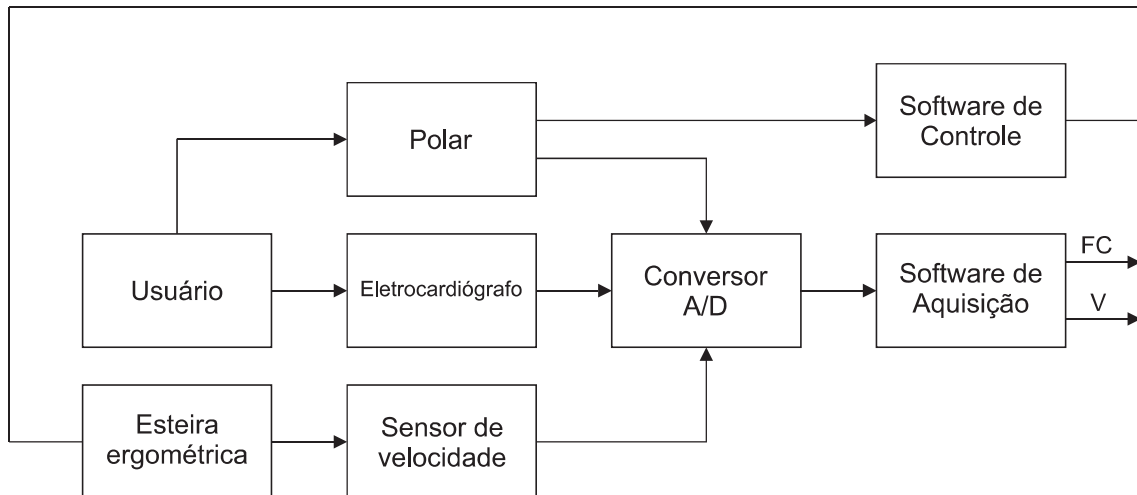 Polar
Software de
Controle
Usuário
Eletrocardiógrafo
Conversor
A/D
Software de
Aquisição
FC
V
Esteira
ergométrica
Sensor de
velocidade